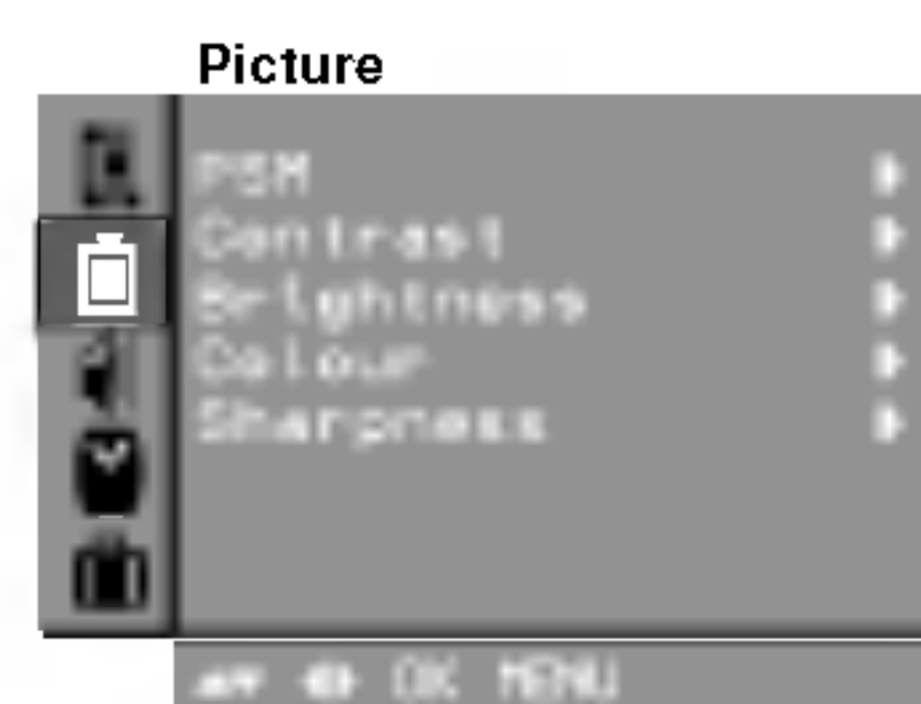 Picture
PSM
Contrast
Brightness
Colour
Sharpness
OK MENU